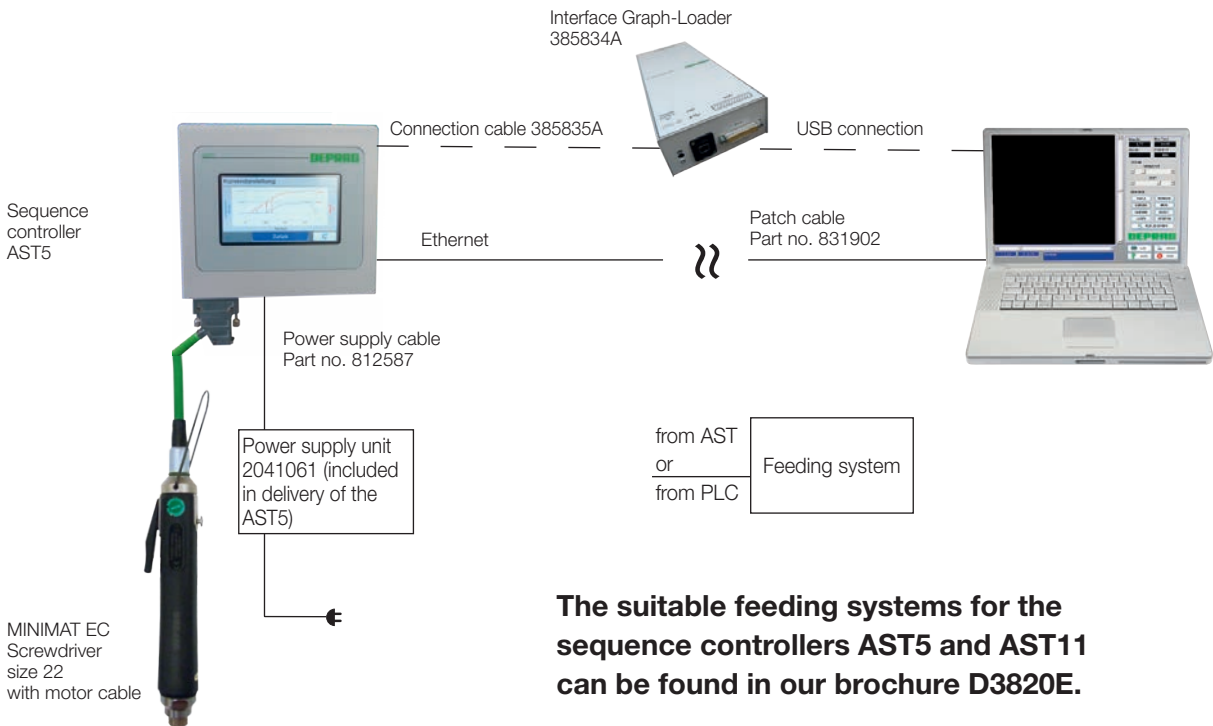 Interface Graph-Loader
385834A
Connection cable 385835A
USB connection
DEPRAG
Kurvendarstellung
Zurück
Sequence
controller
AST5
Ethernet
Patch cable
Part no. 831902
DEPRAG
Power supply cable
Part no. 812587
Power supply unit
2041061 (included
in delivery of the
AST5)
from AST
or
from PLC
Feeding system
MINIMAT EC
Screwdriver
size 22
with motor cable
The suitable feeding systems for the
sequence controllers AST5 and AST11
can be found in our brochure D3820E.